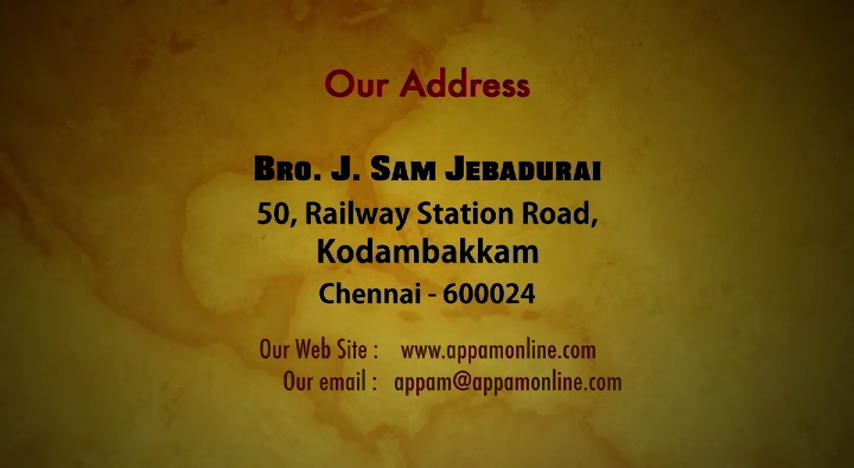 Our Address
BRO. J. SAM JEBADURAI
50, Railway Station Road,
Kodambakkam
Chennai - 600024
Our Web Site : www.appamonline.com
Our email : appam@appamonline.com